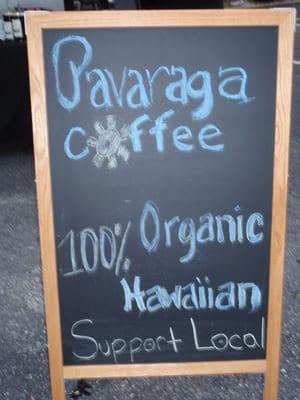 Pavaraga
coffee
100% Organic
Hawaiian
Support Local